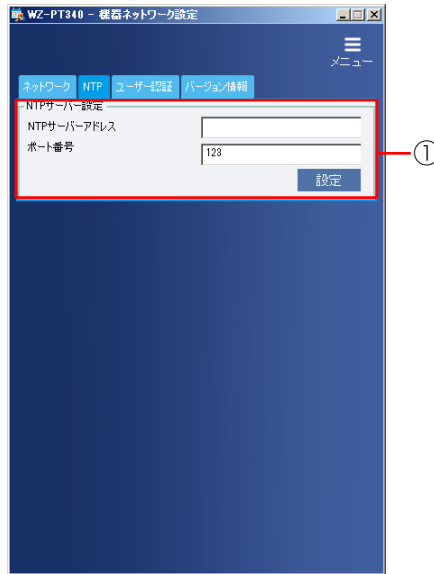 WZ-PT340 - 機器ネットワーク設定
メニュー
ネットワーク NTP ユーザー認証 バージョン情報
NTPサーバー設定
NTPサーバーアドレス
ポート番号 123
設定
①